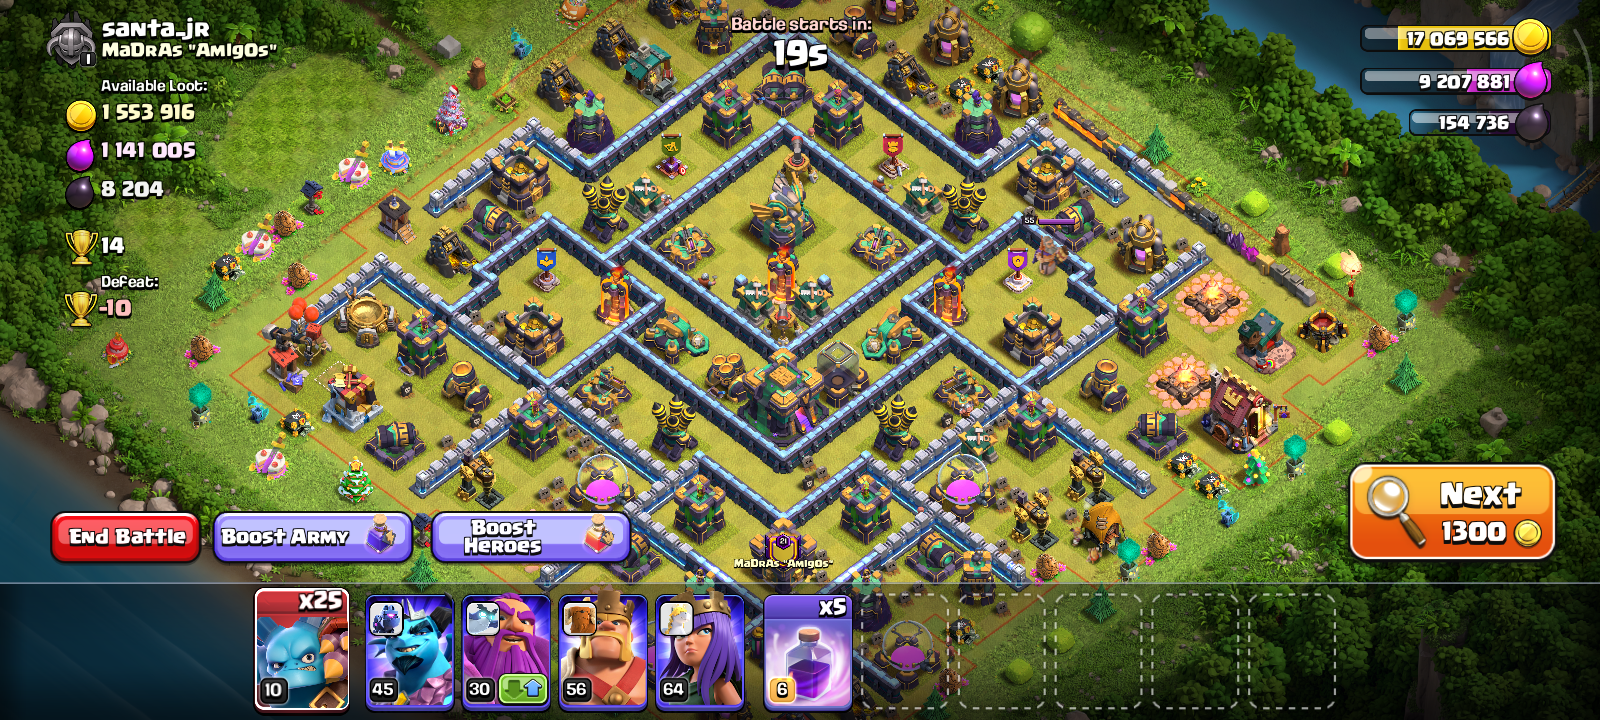 santa_jr
MaDRAs "AmigOs"
Available Loot:
1 553 916
1 141 005
8 204
14
Defeat:
-10
Battle starts in:
19s
17 069 566
9 207 881
154 736
55
Next
1300
End Battle
Boost Army
Boost
Heroes
21
MaDRAs "AmigOs"
x25
10
45
30
56
64
x5
6